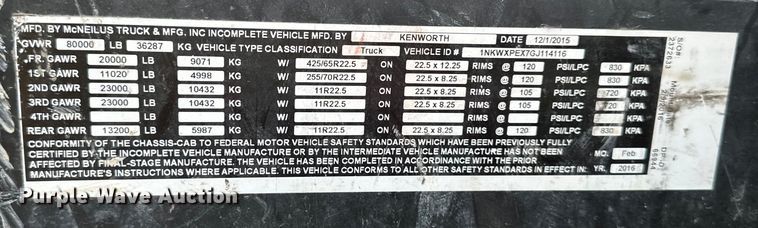 MFD. BY McNEILUS TRUCK & MFG. INC INCOMPLETE VEHICLE MFD. BY KENWORTH DATE 12/1/2015
GVWR 80000 LB 36287 KG VEHICLE TYPE CLASSIFICATION Truck VEHICLE ID # 1NKWXPEX7GJ114116
FR. GAWR 20000 LB 9071 KG W/ 425/65R22.5 ON 22.5 x 12.25 RIMS @ 120 PSI/LPC 830 KPA
1ST GAWR 11020 LB 4998 KG W/ 255/70R22.5 ON 22.5 x 8.25 RIMS @ 120 PSI/LPC 830 KPA
2ND GAWR 23000 LB 10432 KG W/ 11R22.5 ON 22.5 x 8.25 RIMS @ 105 PSI/LPC 720 KPA
3RD GAWR 23000 LB 10432 KG W/ 11R22.5 ON 22.5 x 8.25 RIMS @ 105 PSI/LPC 720 KPA
4TH GAWR LB KG W/ ON RIMS @ PSI/LPC KPA
REAR GAWR 13200 LB 5987 KG W/ 11R22.5 ON 22.5 x 8.25 RIMS @ 120 PSI/LPC 830 KPA
CONFORMITY OF THE CHASSIS-CAB TO FEDERAL MOTOR VEHICLE SAFETY STANDARDS WHICH HAVE BEEN PREVIOUSLY FULLY
CERTIFIED BY THE INCOMPLETE VEHICLE MANUFACTURER OR BY THE INTERMEDIATE VEHICLE MANUFACTURER HAS NOT BEEN
AFFECTED BY FINAL-STAGE MANUFACTURER. THE VEHICLE HAS BEEN COMPLETED IN ACCORDANCE WITH THE PRIOR MO. Feb
MANUFACTURER'S INSTRUCTIONS WHERE APPLICABLE. THIS VEHICLE CONFORMS TO ALL OTHER SAFETY STANDARDS IN EFFECT IN: YR. 2016
S/O#
2372633
65944
Purple Wave Auction